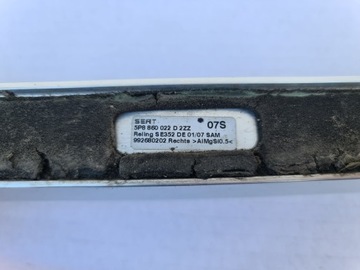 SEAT
5P8 860 022 D 2ZZ 07S
Reling SE352 DE 01/07 SAM
992680202 Rechts >AlMgSi0,5<